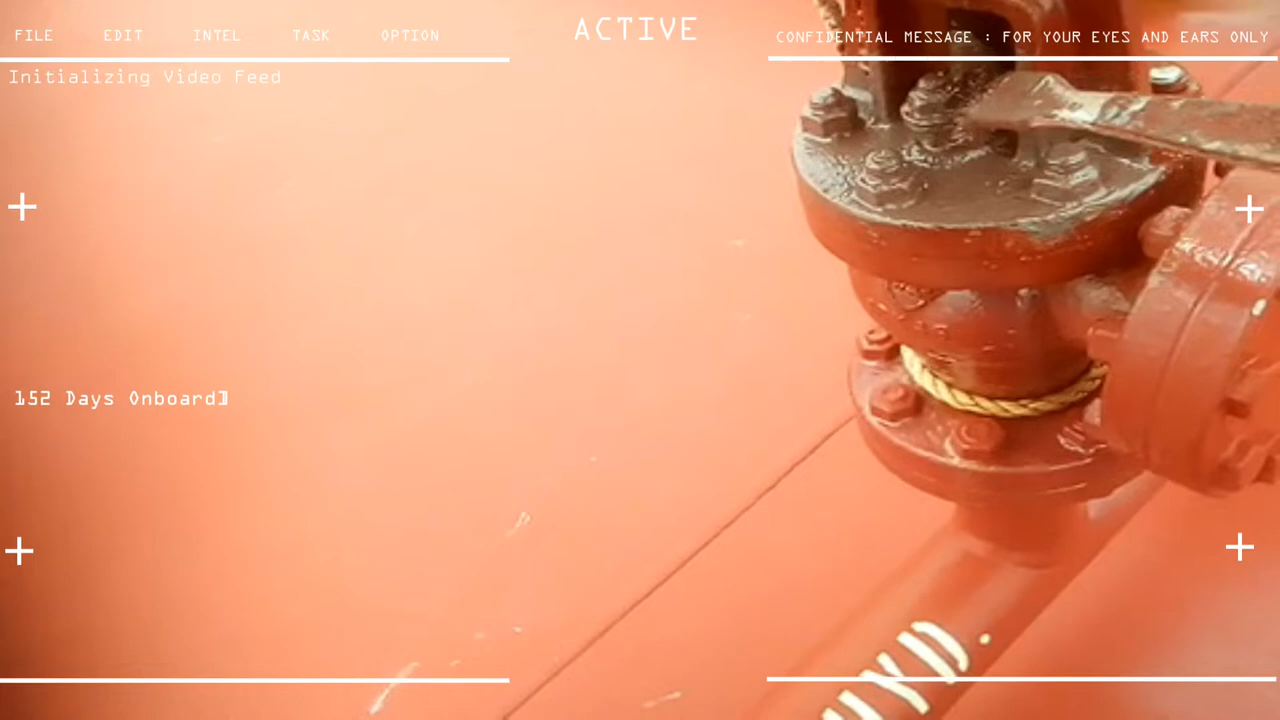 FILE EDIT INTEL TASK OPTION
ACTIVE
CONFIDENTIAL MESSAGE : FOR YOUR EYES AND EARS ONLY
Initializing Video Feed
152 Days Onboard
HYD.